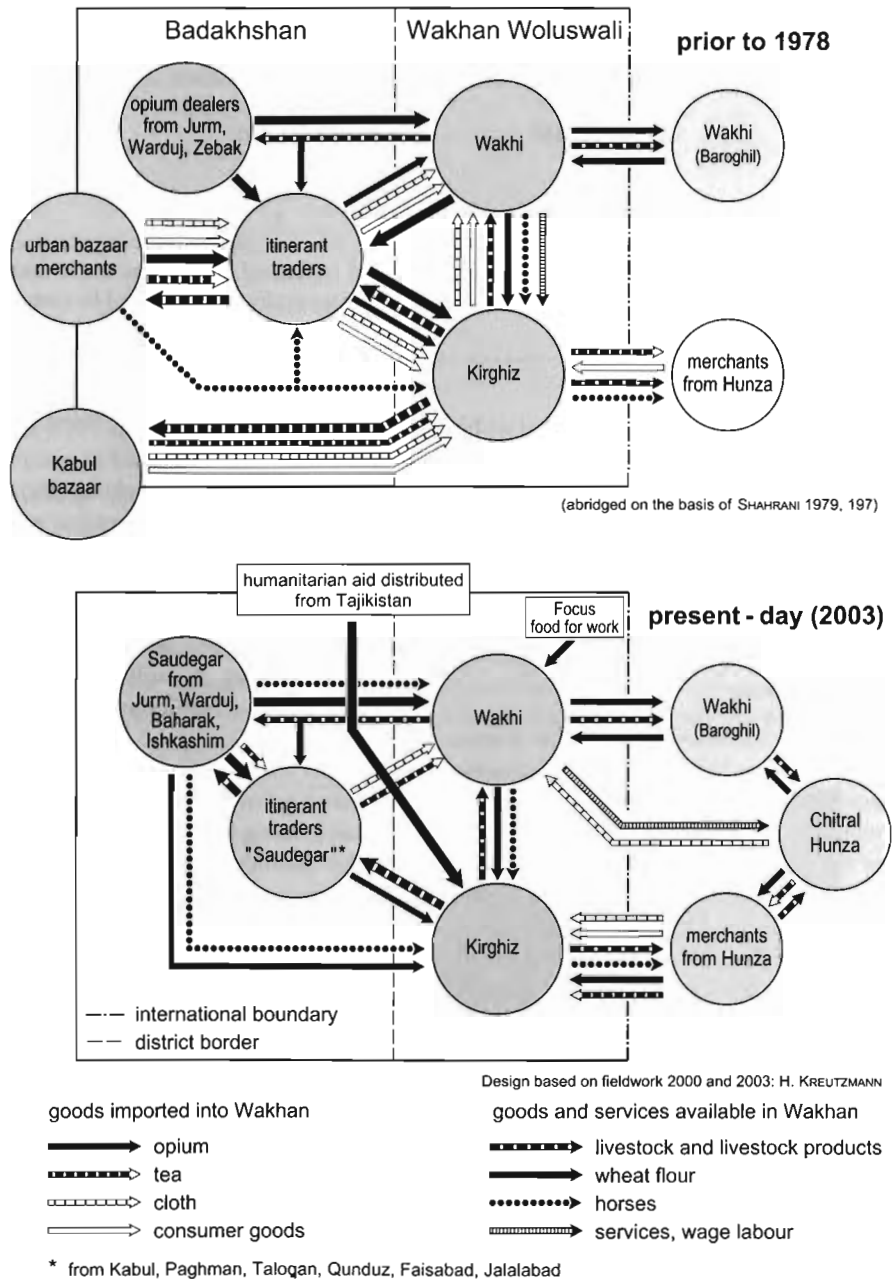 Badakhshan
Wakhan Woluswali
prior to 1978
opium dealers
from Jurm,
Warduj, Zebak
Wakhi
Wakhi
(Baroghil)
urban bazaar
merchants
itinerant
traders
Kirghiz
merchants
from Hunza
Kabul
bazaar
(abridged on the basis of SHAHRANI 1979, 197)
humanitarian aid distributed
from Tajikistan
Focus
food for work
present - day (2003)
Saudegar
from
Jurm, Warduj,
Baharak,
Ishkashim
Wakhi
Wakhi
(Baroghil)
itinerant
traders
"Saudegar"*
Chitral
Hunza
Kirghiz
merchants
from Hunza
international boundary
district border
Design based on fieldwork 2000 and 2003: H. KREUTZMANN
goods imported into Wakhan
opium
tea
cloth
consumer goods
goods and services available in Wakhan
livestock and livestock products
wheat flour
horses
services, wage labour
* from Kabul, Paghman, Taloqan, Qunduz, Faisabad, Jalalabad